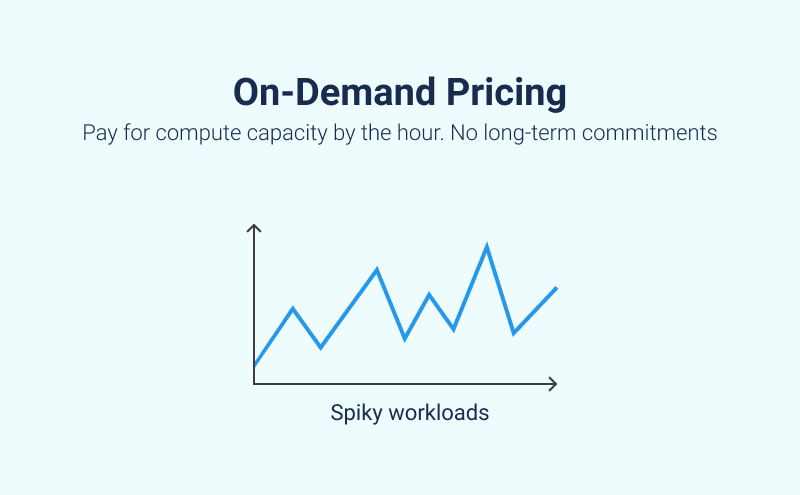 On-Demand Pricing
Pay for compute capacity by the hour. No long-term commitments
Spiky workloads